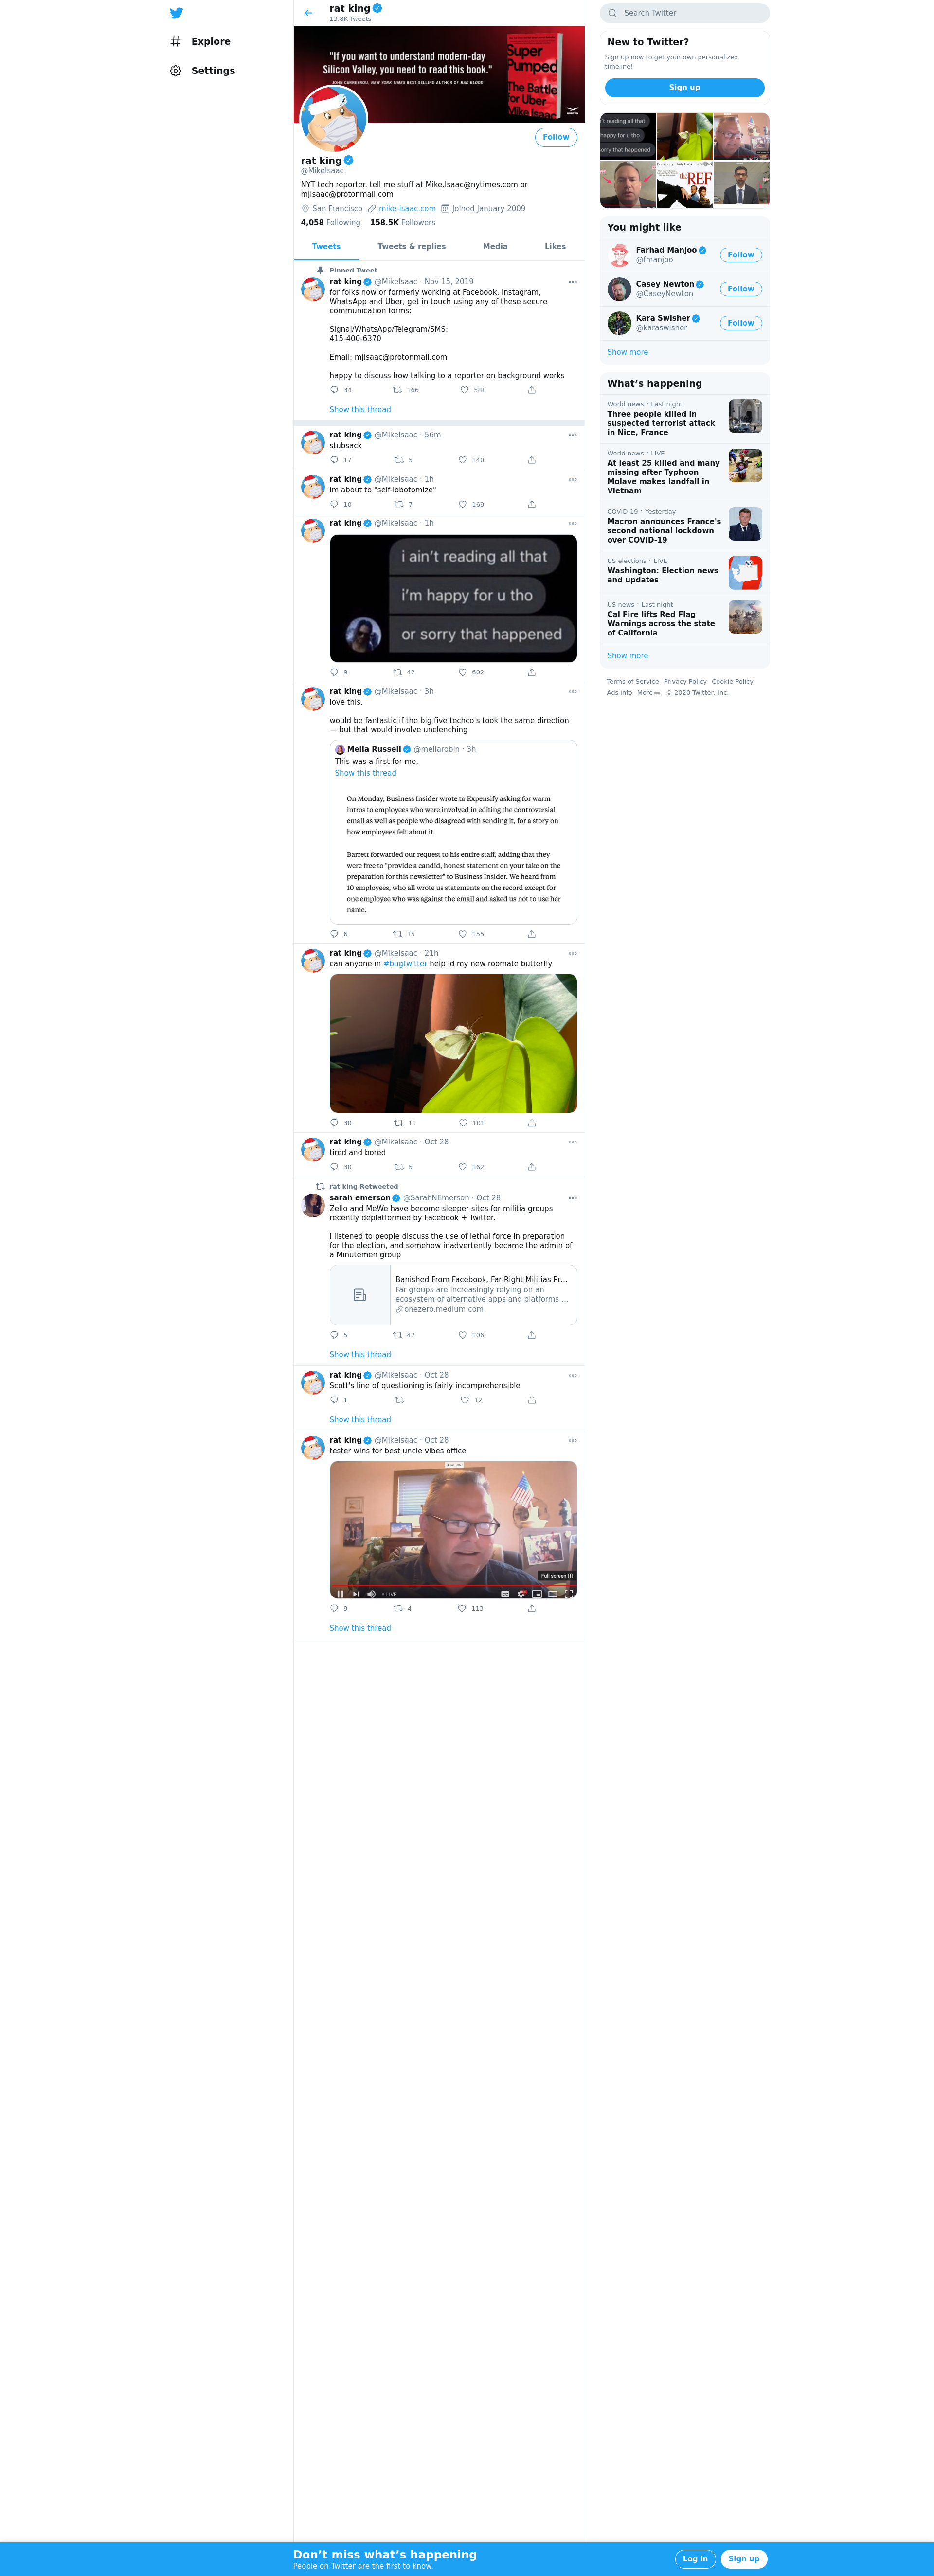 Explore
Settings
rat king
13.8K Tweets
"If you want to understand modern-day
Silicon Valley, you need to read this book."
JOHN CARREYROU, NEW YORK TIMES BEST-SELLING AUTHOR OF BAD BLOOD
Super
Pumped
The Battle
for Uber
Mike Isaac
NORTON
Follow
rat king
@MikeIsaac
NYT tech reporter. tell me stuff at Mike.Isaac@nytimes.com or
mjisaac@protonmail.com
San Francisco mike-isaac.com Joined January 2009
4,058 Following 158.5K Followers
Tweets Tweets & replies Media Likes
Pinned Tweet
rat king @MikeIsaac · Nov 15, 2019
for folks now or formerly working at Facebook, Instagram,
WhatsApp and Uber, get in touch using any of these secure
communication forms:
Signal/WhatsApp/Telegram/SMS:
415-400-6370
Email: mjisaac@protonmail.com
happy to discuss how talking to a reporter on background works
34 166 588
Show this thread
rat king @MikeIsaac · 56m
stubsack
17 5 140
rat king @MikeIsaac · 1h
im about to "self-lobotomize"
10 7 169
rat king @MikeIsaac · 1h
i ain't reading all that
i'm happy for u tho
or sorry that happened
9 42 602
rat king @MikeIsaac · 3h
love this.
would be fantastic if the big five techco's took the same direction
— but that would involve unclenching
Melia Russell @meliarobin · 3h
This was a first for me.
Show this thread
On Monday, Business Insider wrote to Expensify asking for warm
intros to employees who were involved in editing the controversial
email as well as people who disagreed with sending it, for a story on
how employees felt about it.
Barrett forwarded our request to his entire staff, adding that they
were free to "provide a candid, honest statement on your take on the
preparation for this newsletter" to Business Insider. We heard from
10 employees, who all wrote us statements on the record except for
one employee who was against the email and asked us not to use her
name.
6 15 155
rat king @MikeIsaac · 21h
can anyone in #bugtwitter help id my new roomate butterfly
30 11 101
rat king @MikeIsaac · Oct 28
tired and bored
30 5 162
rat king Retweeted
sarah emerson @SarahNEmerson · Oct 28
Zello and MeWe have become sleeper sites for militia groups
recently deplatformed by Facebook + Twitter.
I listened to people discuss the use of lethal force in preparation
for the election, and somehow inadvertently became the admin of
a Minutemen group
Banished From Facebook, Far-Right Militias Pr...
Far groups are increasingly relying on an
ecosystem of alternative apps and platforms ...
onezero.medium.com
5 47 106
Show this thread
rat king @MikeIsaac · Oct 28
Scott's line of questioning is fairly incomprehensible
1 12
Show this thread
rat king @MikeIsaac · Oct 28
tester wins for best uncle vibes office
Full screen (f)
LIVE
9 4 113
Show this thread
Search Twitter
New to Twitter?
Sign up now to get your own personalized
timeline!
Sign up
't reading all that
happy for u tho
sorry that happened
the REF
You might like
Farhad Manjoo
@fmanjoo
Follow
Casey Newton
@CaseyNewton
Follow
Kara Swisher
@karaswisher
Follow
Show more
What's happening
World news · Last night
Three people killed in
suspected terrorist attack
in Nice, France
World news · LIVE
At least 25 killed and many
missing after Typhoon
Molave makes landfall in
Vietnam
COVID-19 · Yesterday
Macron announces France's
second national lockdown
over COVID-19
US elections · LIVE
Washington: Election news
and updates
US news · Last night
Cal Fire lifts Red Flag
Warnings across the state
of California
Show more
Terms of Service Privacy Policy Cookie Policy
Ads info More © 2020 Twitter, Inc.
Don't miss what's happening
People on Twitter are the first to know.
Log in
Sign up